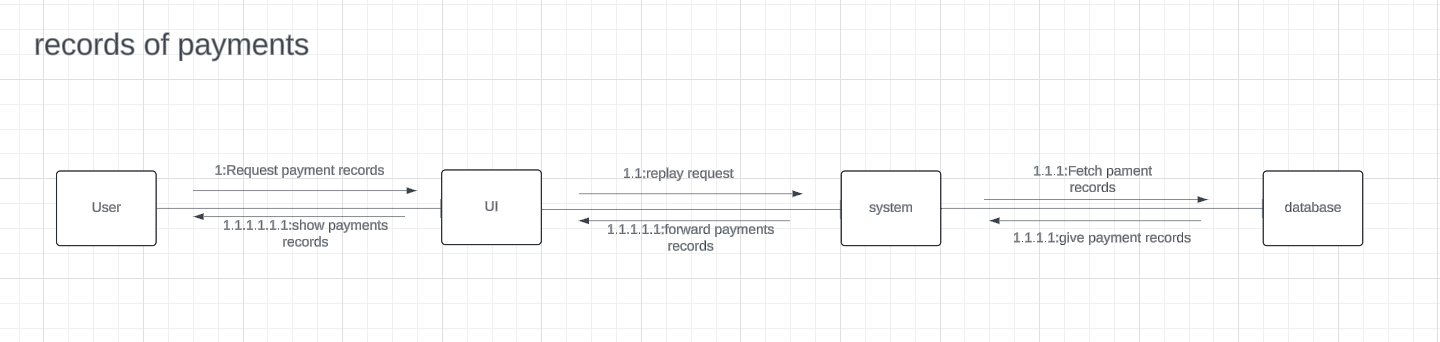 records of payments
1:Request payment records
1.1:replay request
1.1.1:Fetch pament
records
User
UI
system
database
1.1.1.1.1.1:show payments
records
1.1.1.1.1:forward payments
records
1.1.1.1:give payment records